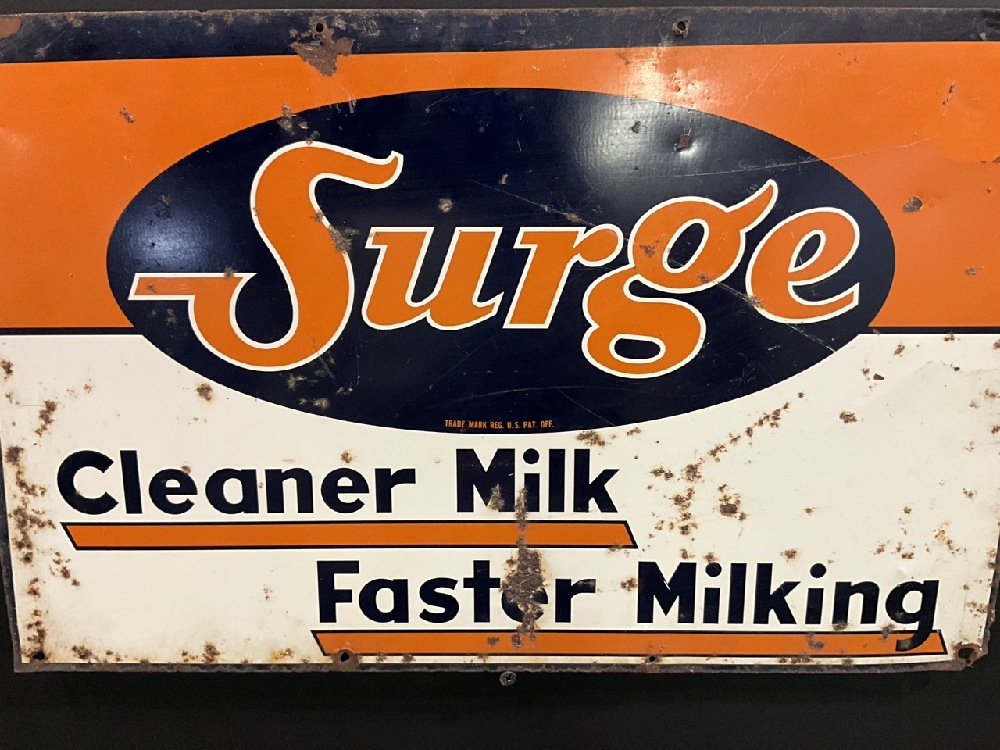 Surge
TRADE MARK REG. U.S. PAT. OFF.
Cleaner Milk
Faster Milking